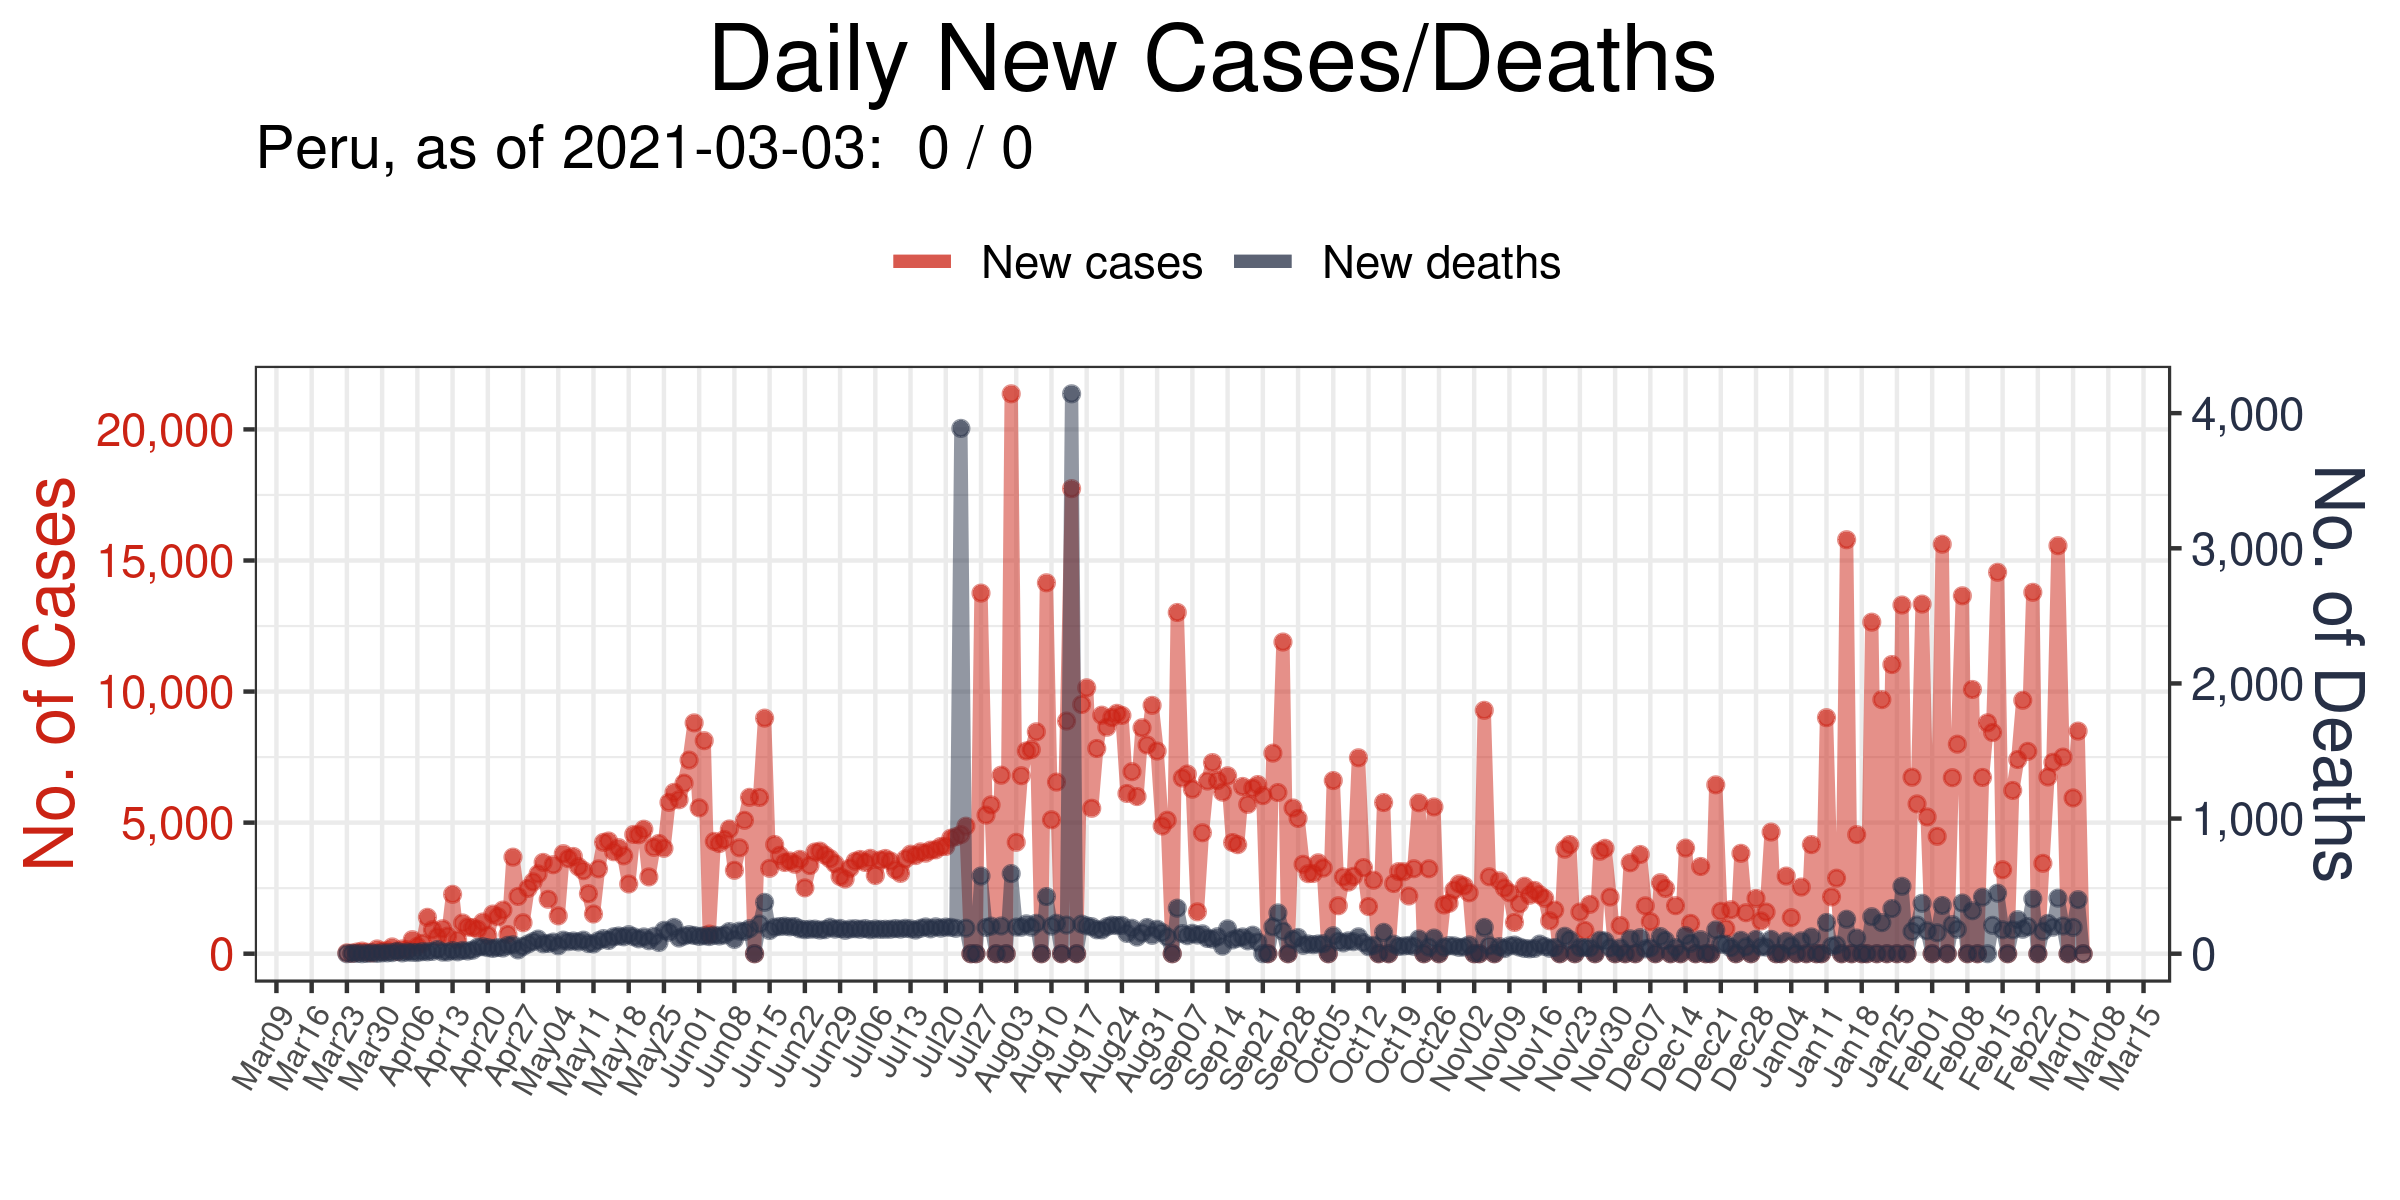 Daily New Cases/Deaths
Peru, as of 2021-03-03:  0 / 0
New cases New deaths
No. of Cases
20,000
15,000
10,000
5,000
0
4,000
3,000
2,000
1,000
0
No. of Deaths
Mar09 Mar16 Mar23 Mar30 Apr06 Apr13 Apr20 Apr27 May04 May11 May18 May25 Jun01 Jun08 Jun15 Jun22 Jun29 Jul06 Jul13 Jul20 Jul27 Aug03 Aug10 Aug17 Aug24 Aug31 Sep07 Sep14 Sep21 Sep28 Oct05 Oct12 Oct19 Oct26 Nov02 Nov09 Nov16 Nov23 Nov30 Dec07 Dec14 Dec21 Dec28 Dec04 Jan11 Jan18 Jan25 Feb01 Feb08 Feb15 Feb22 Mar01 Mar08 Mar15